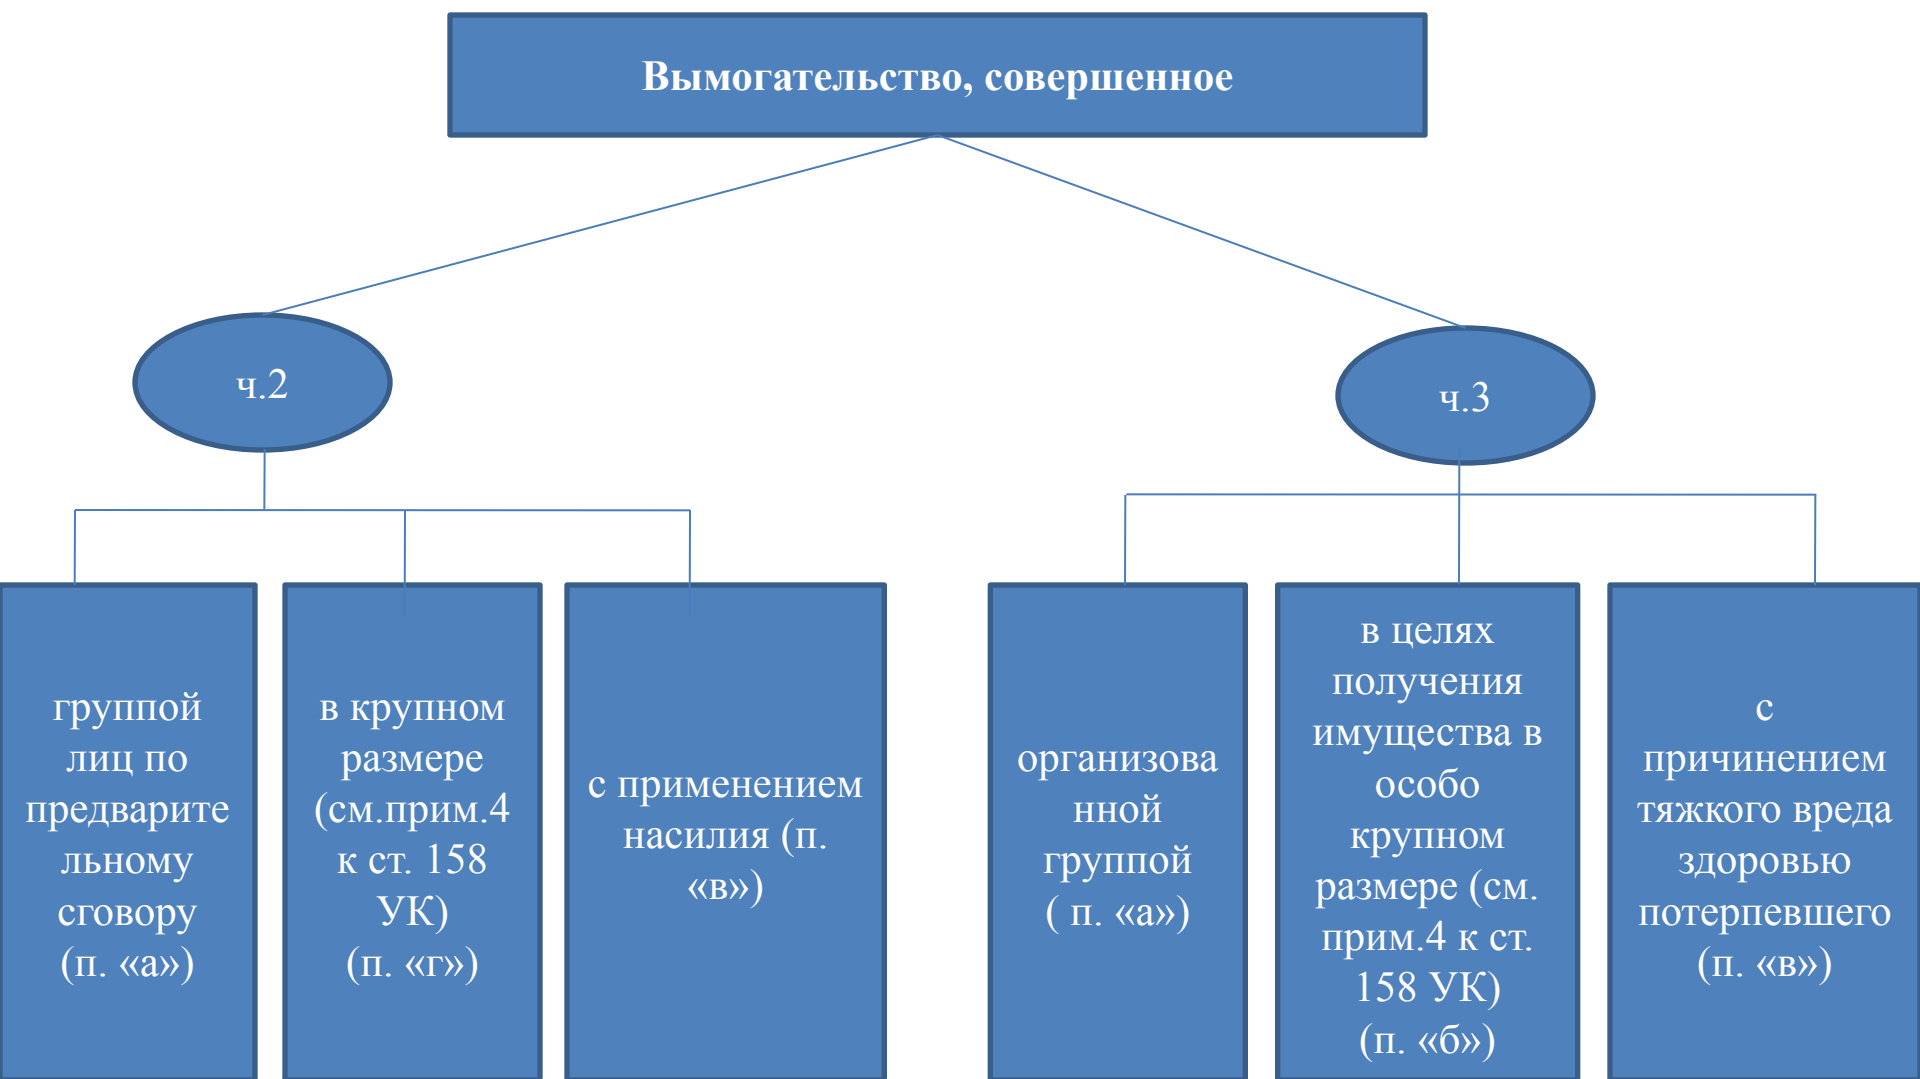 Вымогательство, совершенное
ч.2
ч.3
группой
лиц по
предварите
льному
сговору
(п. «а»)
в крупном
размере
(см.прим.4
к ст. 158
УК)
(п. «г»)
с применением
насилия (п.
«в»)
организова
нной
группой
( п. «а»)
в целях
получения
имущества в
особо
крупном
размере (см.
прим.4 к ст.
158 УК)
(п. «б»)
с
причинением
тяжкого вреда
здоровью
потерпевшего
(п. «в»)